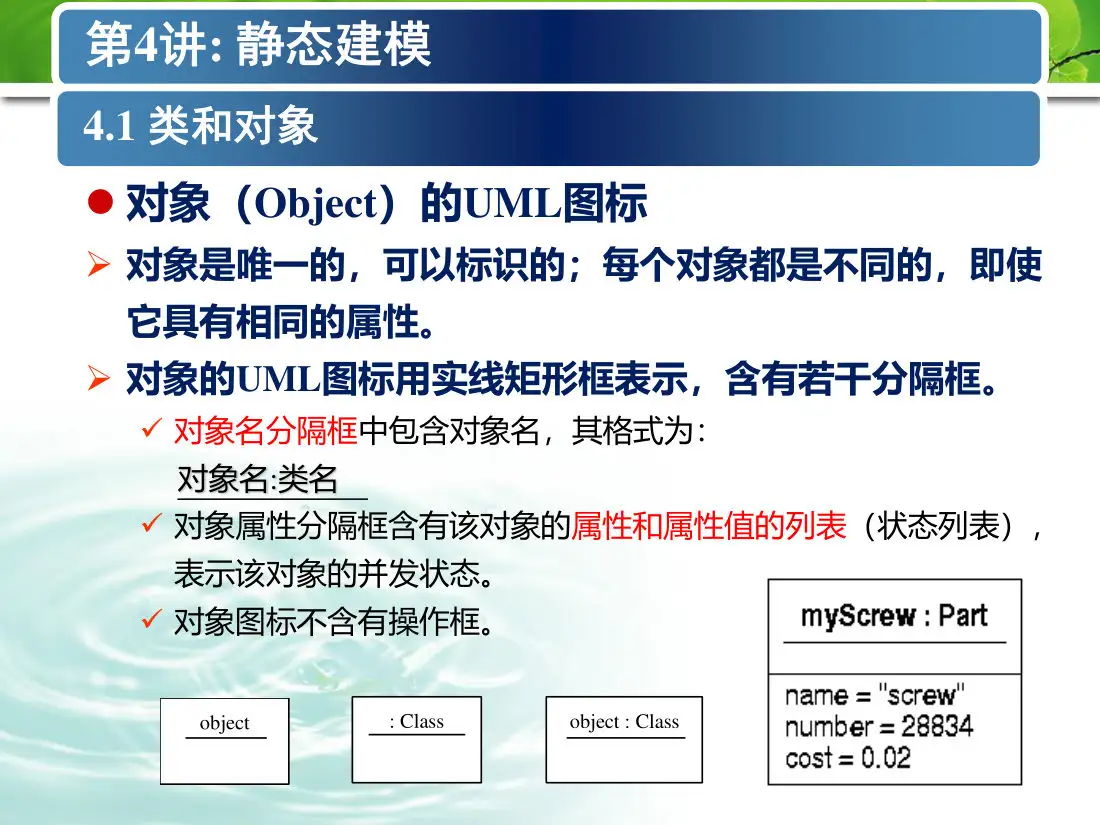 第4讲: 静态建模
4.1 类和对象
对象（Object）的UML图标
对象是唯一的，可以标识的；每个对象都是不同的，即使
它具有相同的属性。
对象的UML图标用实线矩形框表示，含有若干分隔框。
对象名分隔框中包含对象名，其格式为：
对象名:类名
对象属性分隔框含有该对象的属性和属性值的列表（状态列表），
表示该对象的并发状态。
对象图标不含有操作框。
object
: Class
object : Class
myScrew : Part
name = "screw"
number = 28834
cost = 0.02